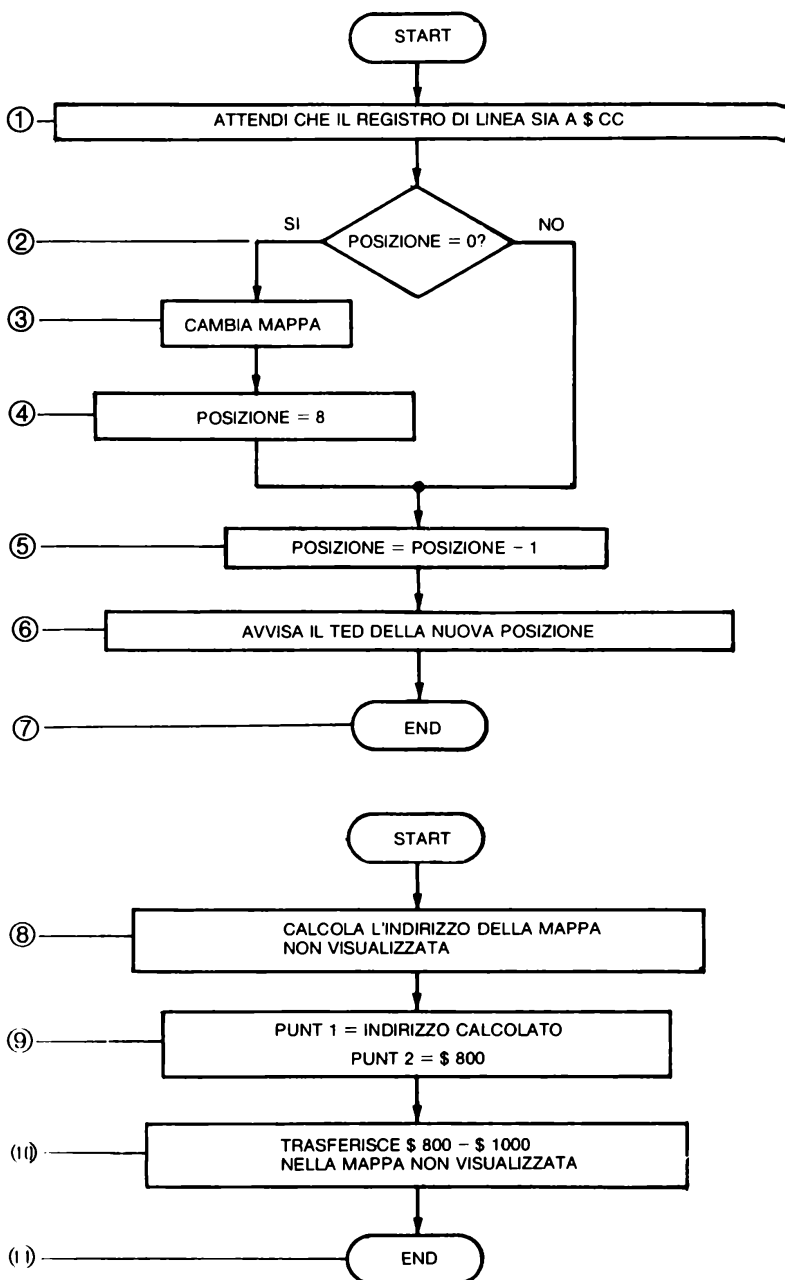 START
① ATTENDI CHE IL REGISTRO DI LINEA SIA A $ CC
② SI POSIZIONE = 0? NO
③ CAMBIA MAPPA
④ POSIZIONE = 8
⑤ POSIZIONE = POSIZIONE - 1
⑥ AVVISA IL TED DELLA NUOVA POSIZIONE
⑦ END
START
⑧ CALCOLA L'INDIRIZZO DELLA MAPPA
NON VISUALIZZATA
⑨ PUNT 1 = INDIRIZZO CALCOLATO
PUNT 2 = $ 800
(10) TRASFERISCE $ 800 – $ 1000
NELLA MAPPA NON VISUALIZZATA
(11) END